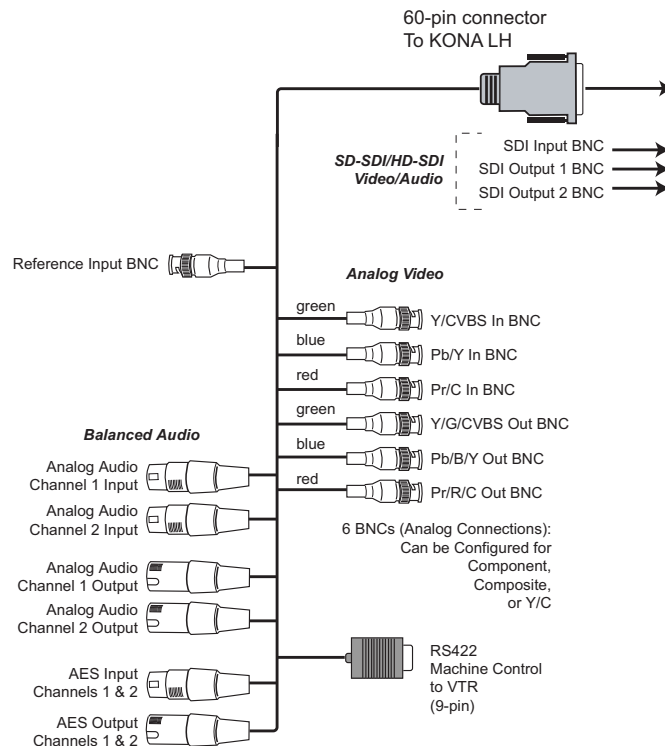 60-pin connector
To KONA LH
SD-SDI/HD-SDI
Video/Audio
SDI Input BNC
SDI Output 1 BNC
SDI Output 2 BNC
Reference Input BNC
Analog Video
green
Y/CVBS In BNC
blue
Pb/Y In BNC
red
Pr/C In BNC
green
Y/G/CVBS Out BNC
blue
Pb/B/Y Out BNC
red
Pr/R/C Out BNC
6 BNCs (Analog Connections):
Can be Configured for
Component,
Composite,
or Y/C
Balanced Audio
Analog Audio
Channel 1 Input
Analog Audio
Channel 2 Input
Analog Audio
Channel 1 Output
Analog Audio
Channel 2 Output
AES Input
Channels 1 & 2
AES Output
Channels 1 & 2
RS422
Machine Control
to VTR
(9-pin)